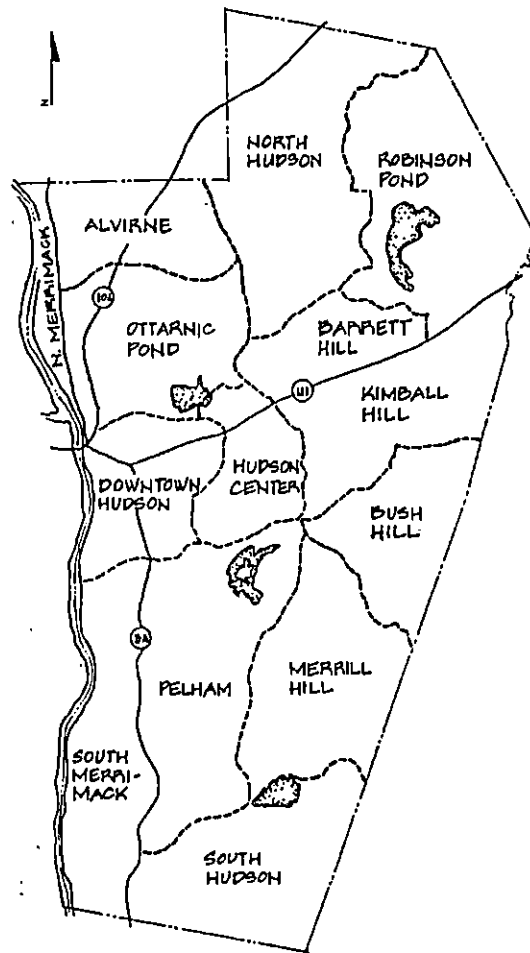 N
NORTH
HUDSON
ROBINSON
POND
ALVIRNE
N. MERRIMACK
102
OTTARNIC
POND
BARRETT
HILL
111
KIMBALL
HILL
DOWNTOWN
HUDSON
HUDSON
CENTER
BUSH
HILL
3A
PELHAM
MERRILL
HILL
SOUTH
MERRI-
MACK
SOUTH
HUDSON